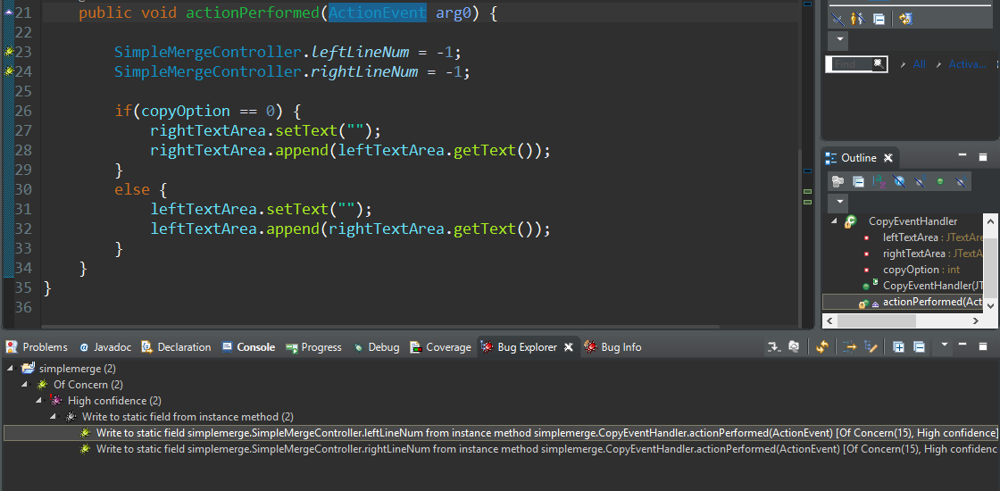 21    public void actionPerformed(ActionEvent arg0) {
22
23        SimpleMergeController.leftLineNum = -1;
24        SimpleMergeController.rightLineNum = -1;
25
26        if(copyOption == 0) {
27            rightTextArea.setText("");
28            rightTextArea.append(leftTextArea.getText());
29        }
30        else {
31            leftTextArea.setText("");
32            leftTextArea.append(rightTextArea.getText());
33        }
34    }
35 }
36
Find All Activa...
Outline
CopyEventHandler
leftTextArea : JTextAre
rightTextArea : JTextA
copyOption : int
CopyEventHandler(JT
actionPerformed(Act
Problems @ Javadoc Declaration Console Progress Debug Coverage Bug Explorer Bug Info
simplemerge (2)
Of Concern (2)
High confidence (2)
Write to static field from instance method (2)
Write to static field simplemerge.SimpleMergeController.leftLineNum from instance method simplemerge.CopyEventHandler.actionPerformed(ActionEvent) [Of Concern(15), High confidence]
Write to static field simplemerge.SimpleMergeController.rightLineNum from instance method simplemerge.CopyEventHandler.actionPerformed(ActionEvent) [Of Concern(15), High confidenc